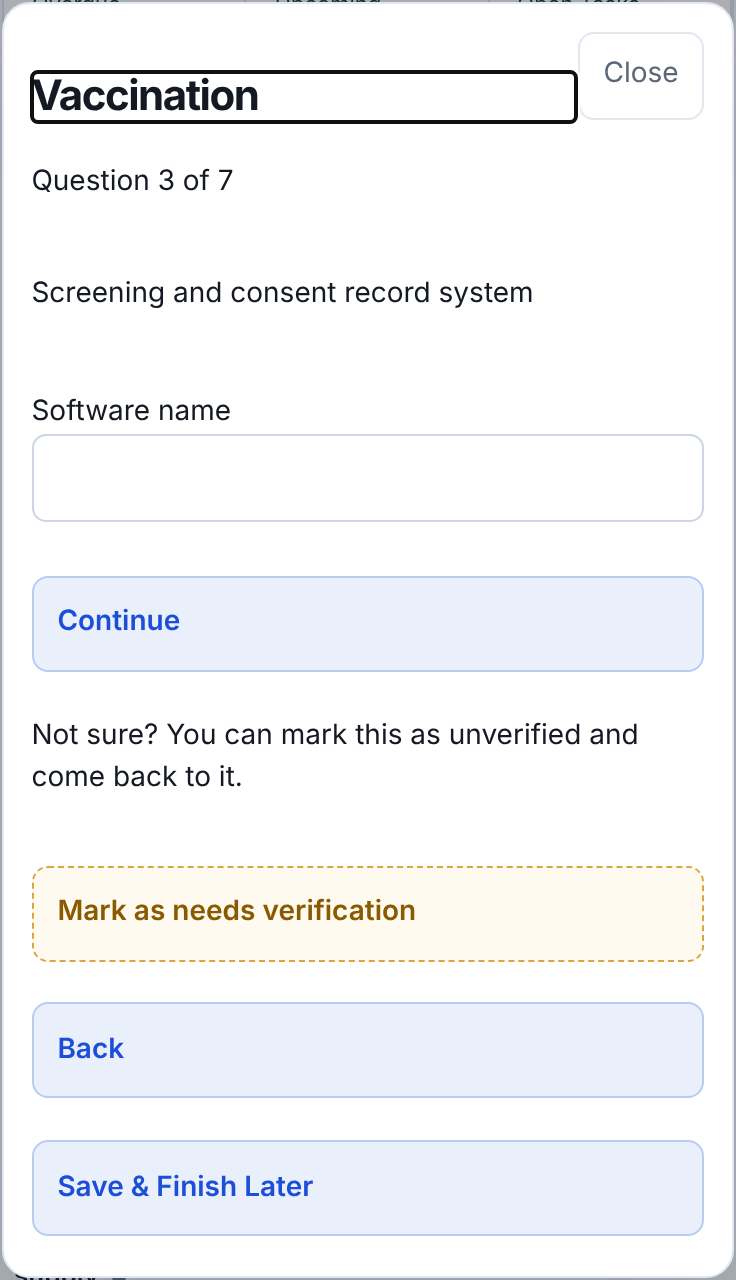 Vaccination
Close
Question 3 of 7
Screening and consent record system
Software name
Continue
Not sure? You can mark this as unverified and
come back to it.
Mark as needs verification
Back
Save & Finish Later